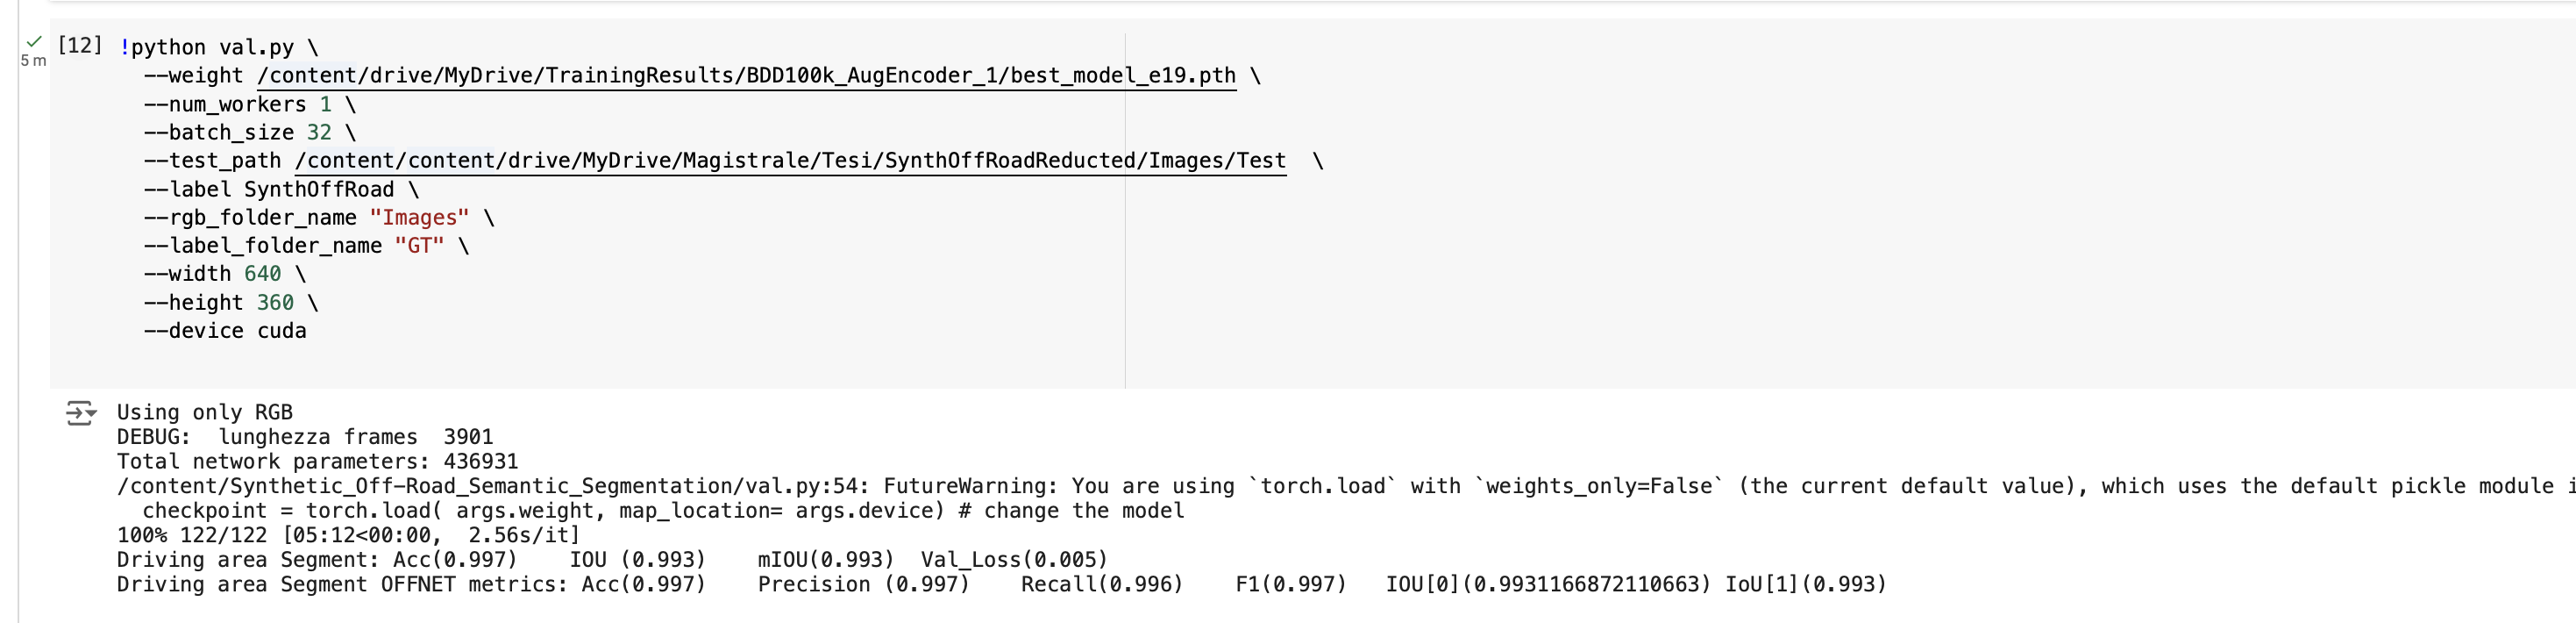 [12] !python val.py \
5 m
--weight /content/drive/MyDrive/TrainingResults/BDD100k_AugEncoder_1/best_model_e19.pth \
--num_workers 1 \
--batch_size 32 \
--test_path /content/content/drive/MyDrive/Magistrale/Tesi/SynthOffRoadReducted/Images/Test  \
--label SynthOffRoad \
--rgb_folder_name "Images" \
--label_folder_name "GT" \
--width 640 \
--height 360 \
--device cuda
Using only RGB
DEBUG:  lunghezza frames  3901
Total network parameters: 436931
/content/Synthetic_Off-Road_Semantic_Segmentation/val.py:54: FutureWarning: You are using `torch.load` with `weights_only=False` (the current default value), which uses the default pickle module i
  checkpoint = torch.load( args.weight, map_location= args.device) # change the model
100% 122/122 [05:12<00:00,  2.56s/it]
Driving area Segment: Acc(0.997)    IOU (0.993)    mIOU(0.993)  Val_Loss(0.005)
Driving area Segment OFFNET metrics: Acc(0.997)    Precision (0.997)    Recall(0.996)    F1(0.997)   IOU[0](0.9931166872110663) IoU[1](0.993)